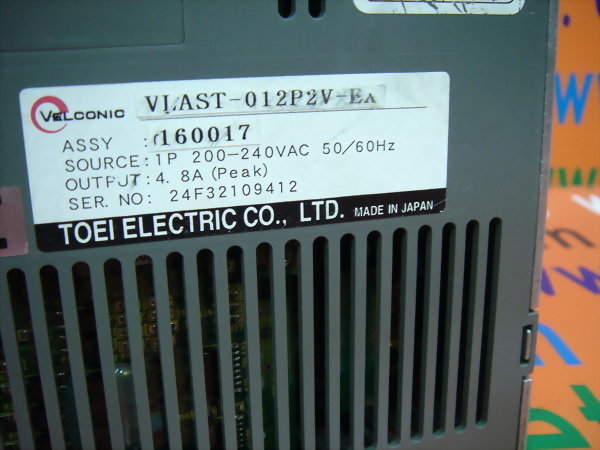 VELCONIC VLAST-012P2V-Ex
ASSY : 160017
SOURCE: 1P 200-240VAC 50/60Hz
OUTPUT: 4. 8A (Peak)
SER. NO: 24F32109412
TOEI ELECTRIC CO., LTD. MADE IN JAPAN